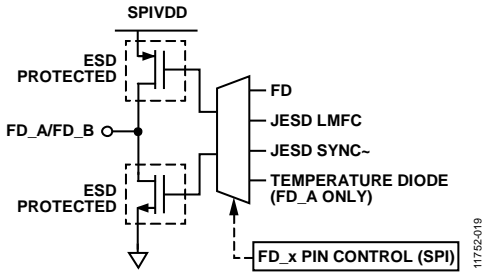 SPIVDD
ESD
PROTECTED
FD
JESD LMFC
FD_A/FD_B
JESD SYNC~
TEMPERATURE DIODE
(FD_A ONLY)
ESD
PROTECTED
FD_x PIN CONTROL (SPI)
11752-019